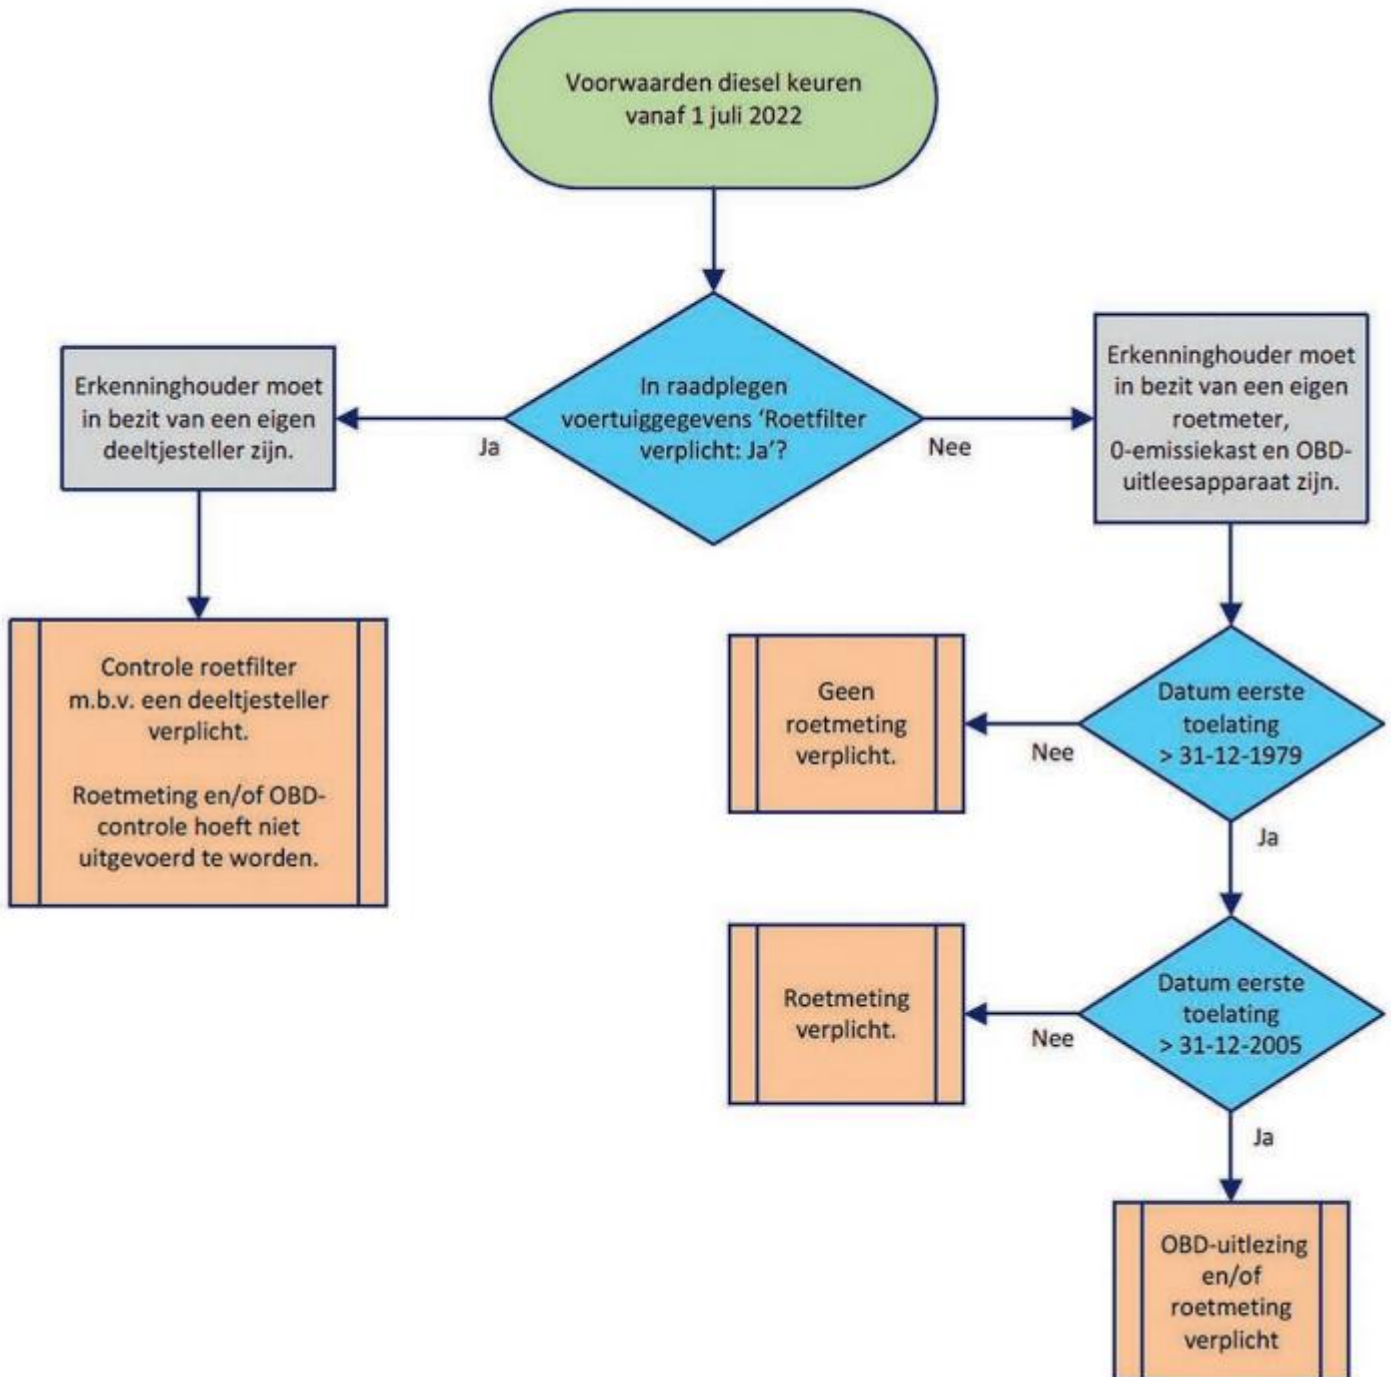 Voorwaarden diesel keuren
vanaf 1 juli 2022
In raadplegen
voertuiggegevens 'Roetfilter
verplicht: Ja'?
Ja
Nee
Erkenninghouder moet
in bezit van een eigen
deeltjesteller zijn.
Controle roetfilter
m.b.v. een deeltjesteller
verplicht.
Roetmeting en/of OBD-
controle hoeft niet
uitgevoerd te worden.
Erkenninghouder moet
in bezit van een eigen
roetmeter,
0-emissiekast en OBD-
uitleesapparaat zijn.
Datum eerste
toelating
> 31-12-1979
Nee
Geen
roetmeting
verplicht.
Ja
Datum eerste
toelating
> 31-12-2005
Nee
Roetmeting
verplicht.
Ja
OBD-uitlezing
en/of
roetmeting
verplicht